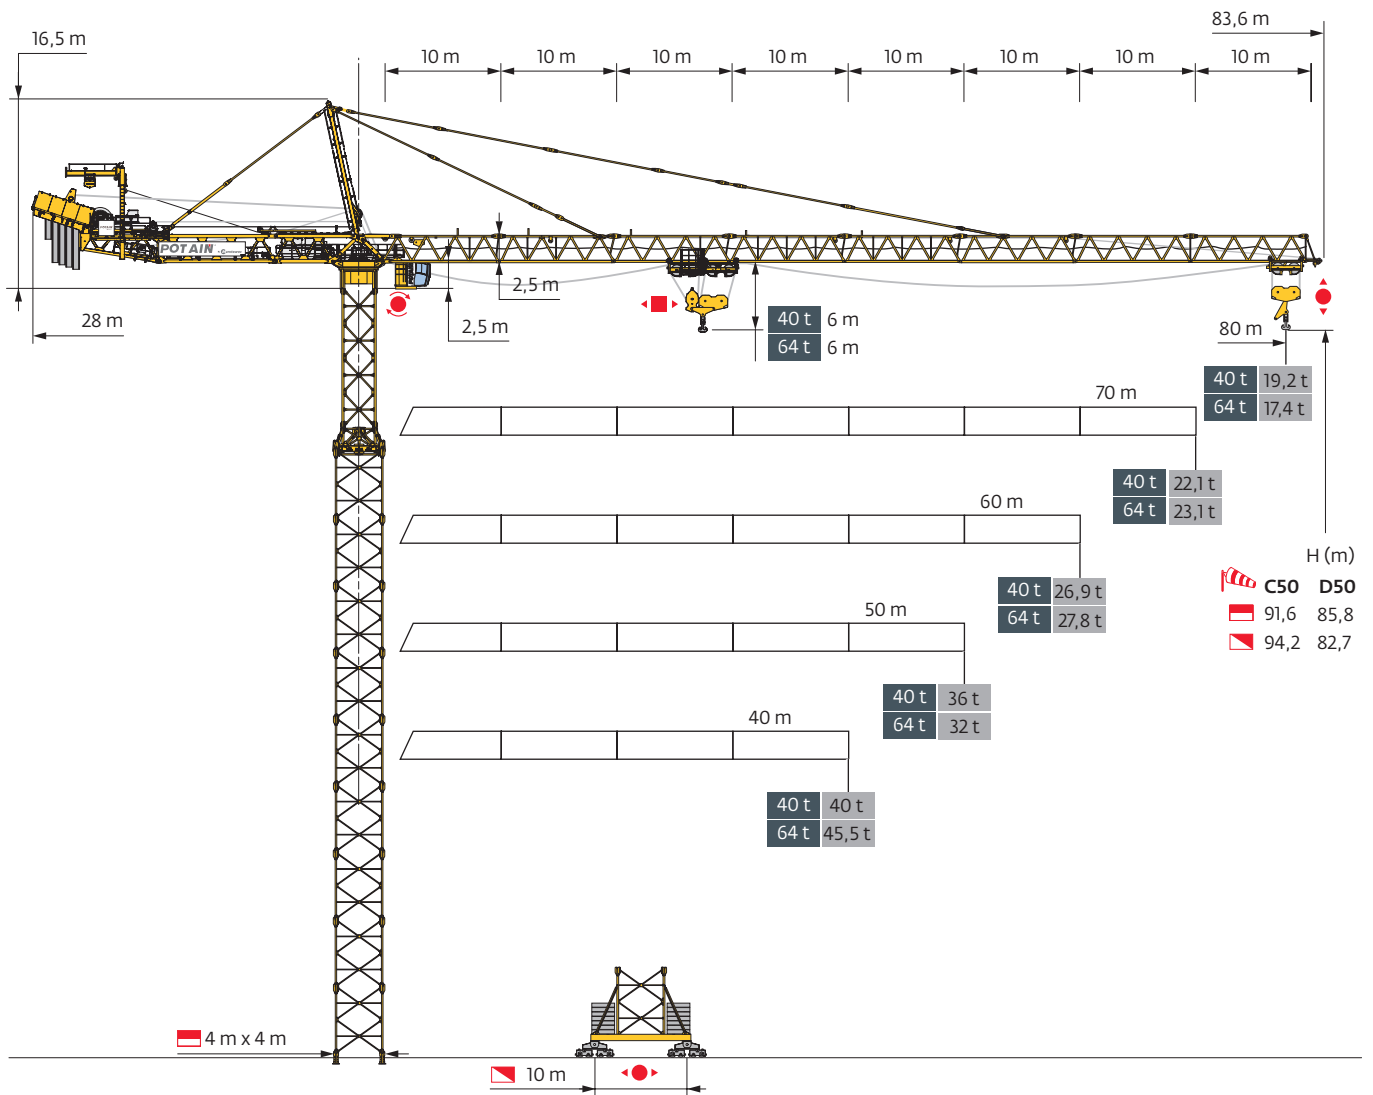 83,6 m
16,5 m
10 m 10 m 10 m 10 m 10 m 10 m 10 m 10 m
POTAIN
2,5 m
28 m
2,5 m
40 t 6 m
64 t 6 m
80 m
40 t 19,2 t
64 t 17,4 t
70 m
40 t 22,1 t
64 t 23,1 t
60 m
H (m)
C50 D50
91,6 85,8
94,2 82,7
40 t 26,9 t
64 t 27,8 t
50 m
40 t 36 t
64 t 32 t
40 m
40 t 40 t
64 t 45,5 t
4 m x 4 m
10 m